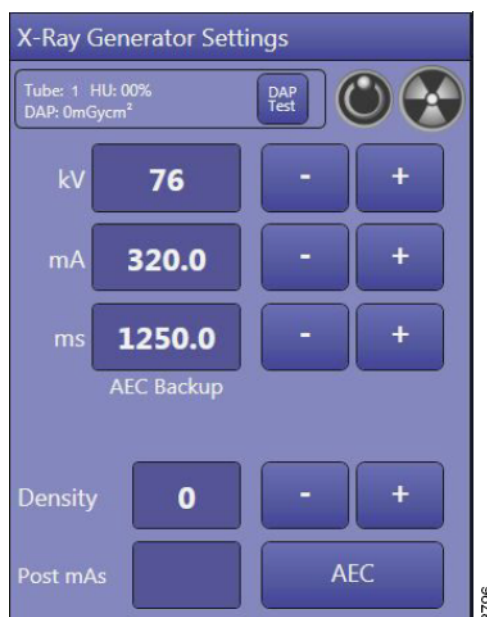 X-Ray Generator Settings
Tube: 1 HU: 00%
DAP: 0mGycm²
DAP
Test
kV 76 - +
mA 320.0 - +
ms 1250.0 - +
AEC Backup
Density 0 - +
Post mAs AEC